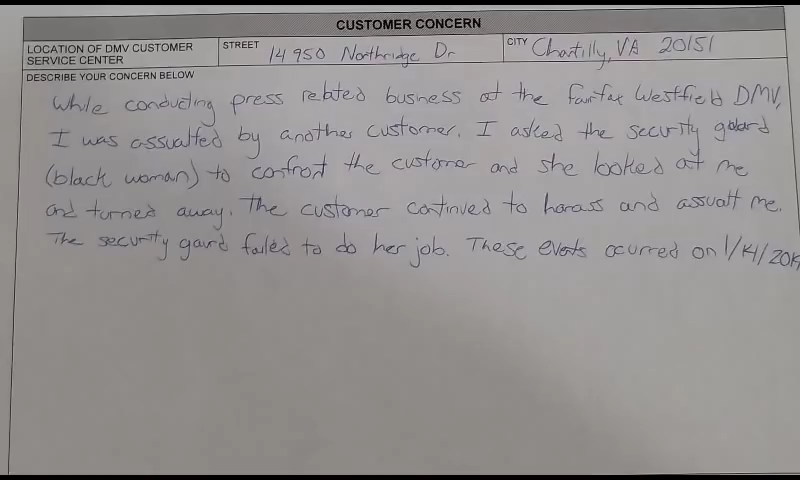 CUSTOMER CONCERN
LOCATION OF DMV CUSTOMER SERVICE CENTER STREET 14950 Northridge Dr CITY Chantilly, VA 20151
DESCRIBE YOUR CONCERN BELOW
While conducting press related business at the Fairfax Westfield DMV,
I was assualted by another customer. I asked the security gaurd
(black woman) to confront the customer and she looked at me
and turned away. The customer continued to harass and assualt me.
The security gaurd failed to do her job. These events ocurred on 1/14/201